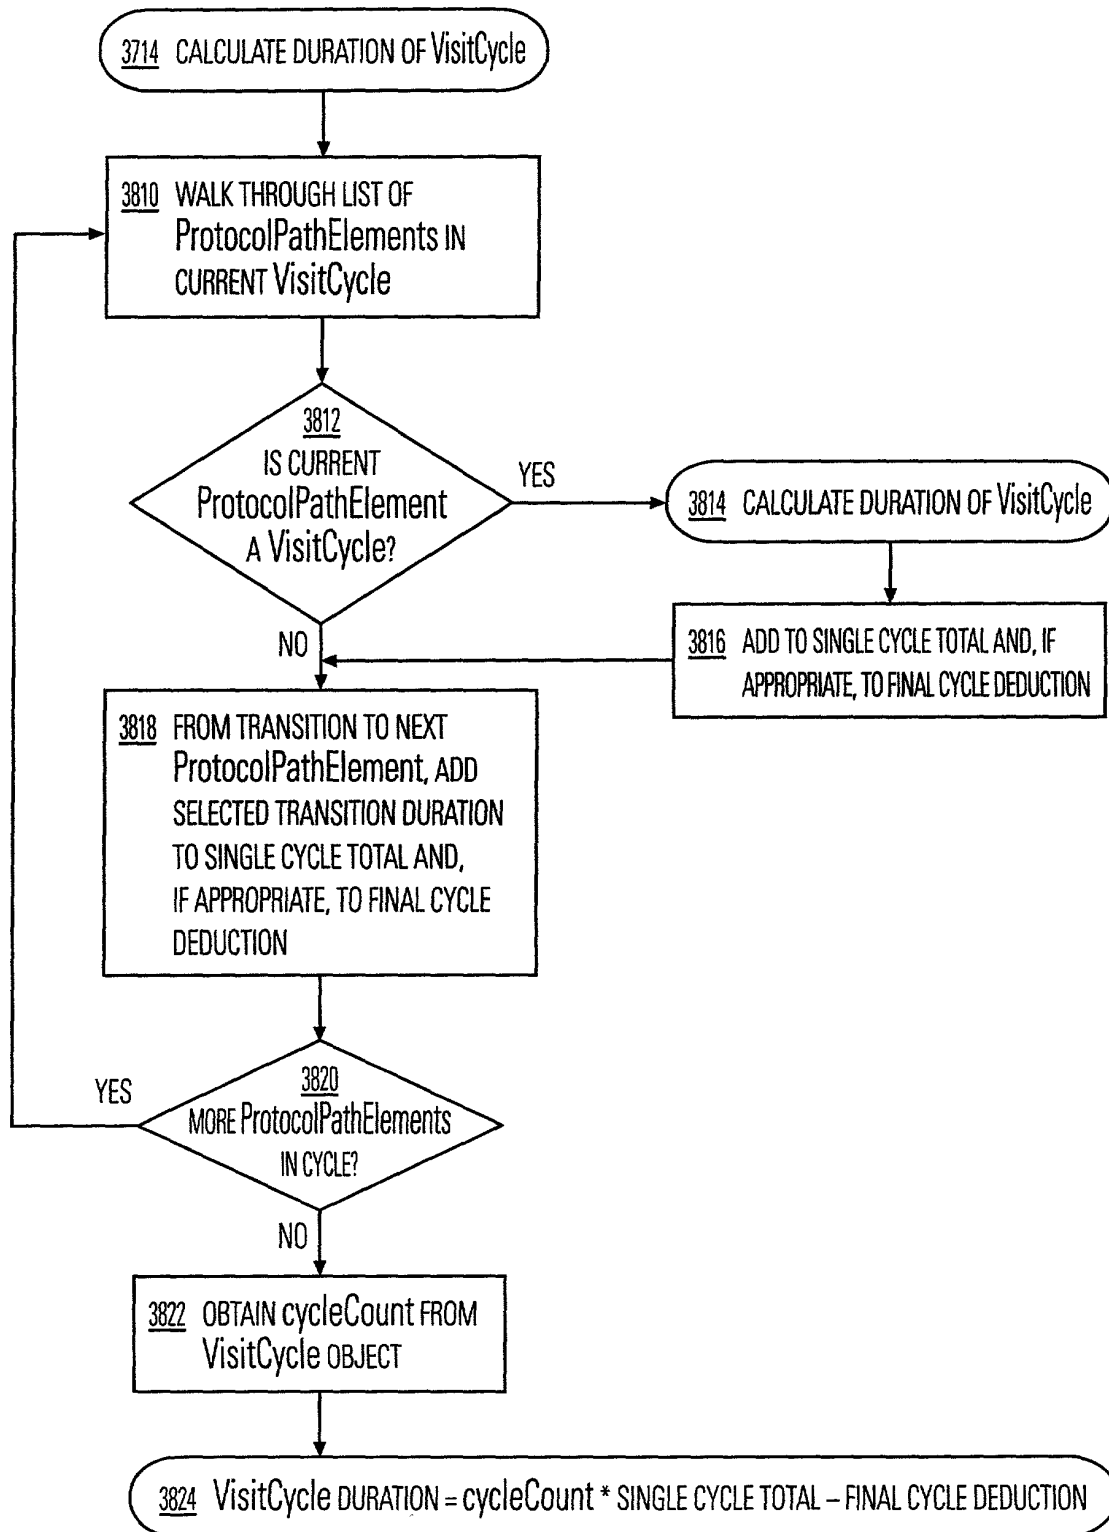 3714 CALCULATE DURATION OF VisitCycle
3810 WALK THROUGH LIST OF
ProtocolPathElements IN
CURRENT VisitCycle
3812
IS CURRENT
ProtocolPathElement
A VisitCycle?
YES
3814 CALCULATE DURATION OF VisitCycle
3816 ADD TO SINGLE CYCLE TOTAL AND, IF
APPROPRIATE, TO FINAL CYCLE DEDUCTION
NO
3818 FROM TRANSITION TO NEXT
ProtocolPathElement, ADD
SELECTED TRANSITION DURATION
TO SINGLE CYCLE TOTAL AND,
IF APPROPRIATE, TO FINAL CYCLE
DEDUCTION
YES
3820
MORE ProtocolPathElements
IN CYCLE?
NO
3822 OBTAIN cycleCount FROM
VisitCycle OBJECT
3824 VisitCycle DURATION = cycleCount * SINGLE CYCLE TOTAL – FINAL CYCLE DEDUCTION